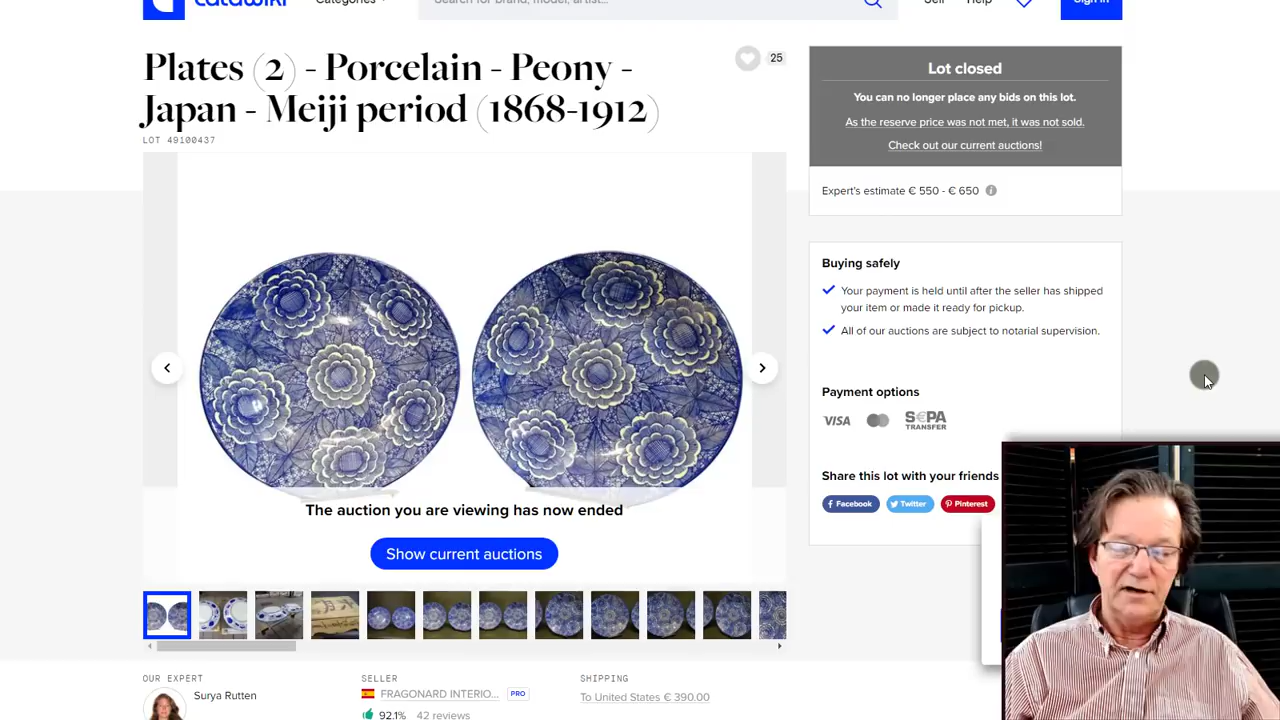 catawiki
Categories
Search for brand, model, artist...
Sell
Help
Sign in
Plates (2) - Porcelain - Peony -
Japan - Meiji period (1868-1912)
25
LOT 49100437
Lot closed
You can no longer place any bids on this lot.
As the reserve price was not met, it was not sold.
Check out our current auctions!
Expert's estimate € 550 - € 650
Buying safely
Your payment is held until after the seller has shipped
your item or made it ready for pickup.
All of our auctions are subject to notarial supervision.
Payment options
VISA
S€PA
TRANSFER
Share this lot with your friends
Facebook
Twitter
Pinterest
The auction you are viewing has now ended
Show current auctions
OUR EXPERT
Surya Rutten
SELLER
FRAGONARD INTERIO...
PRO
92.1%
42 reviews
SHIPPING
To United States € 390.00